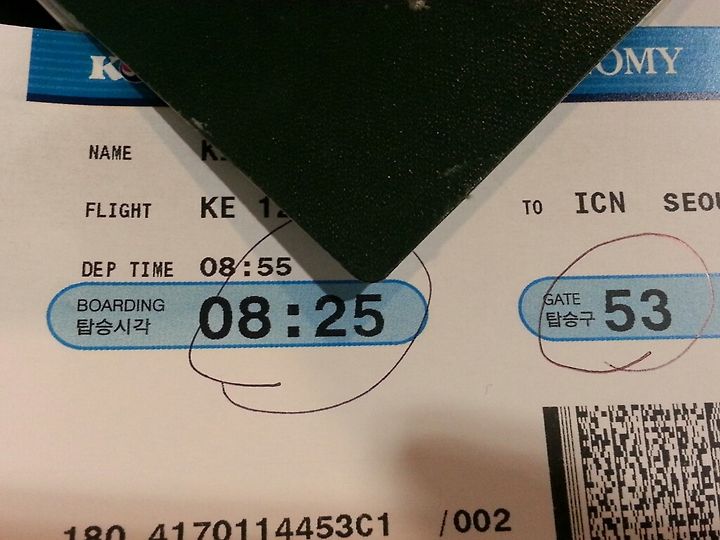 NAME
FLIGHT KE
TO ICN
DEP TIME 08:55
BOARDING
탑승시각
08:25
GATE
탑승구
53
180 4170114453C1 /002